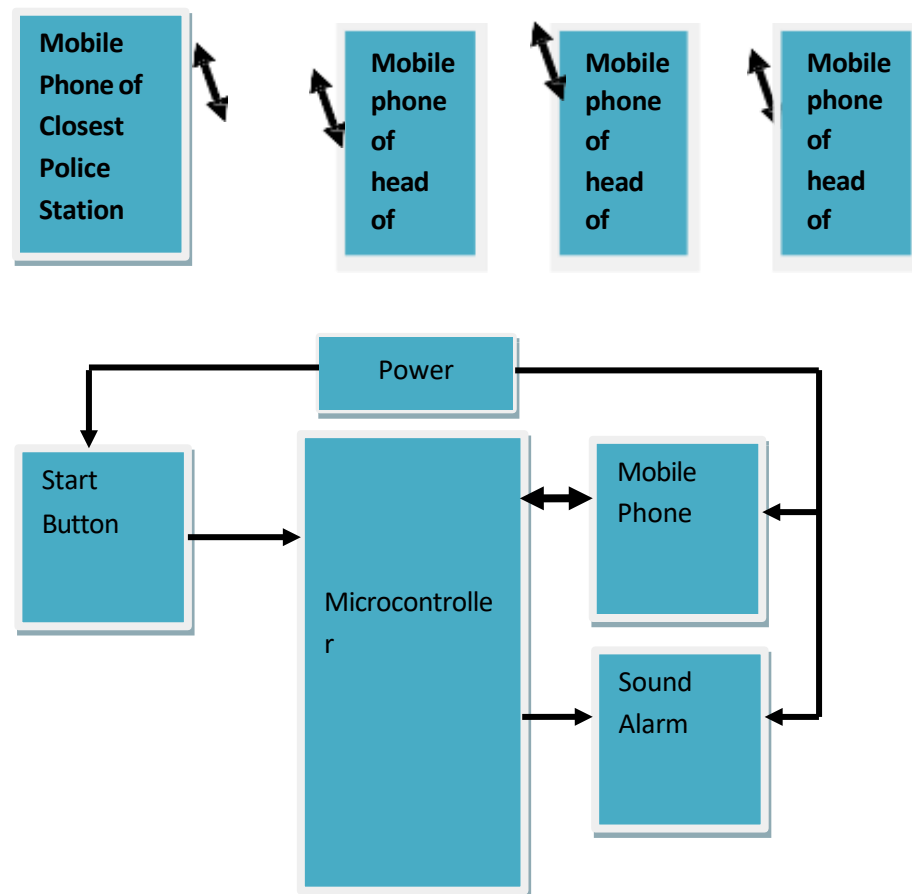 Mobile
Phone of
Closest
Police
Station
Mobile
phone
of
head
of
Mobile
phone
of
head
of
Mobile
phone
of
head
of
Power
Start
Button
Mobile
Phone
Microcontrolle
r
Sound
Alarm